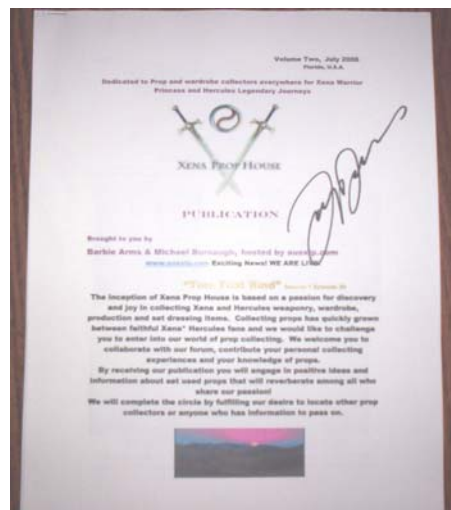 Volume Two, July 2008
Florida, U.S.A.
Dedicated to Prop and wardrobe collectors everywhere for Xena Warrior
Princess and Hercules Legendary Journeys
XENA PROP HOUSE
PUBLICATION
Brought to you by
Barbie Arms & Michael Burnaugh, hosted by
Exciting News! WE ARE
"Ties That Bind" Season 1 Episode 20
The inception of Xena Prop House is based on a passion for discovery
and joy in collecting Xena and Hercules weaponry, wardrobe,
production and set dressing items. Collecting props has quickly grown
between faithful Xena* Hercules fans and we would like to challenge
you to enter into our world of prop collecting. We welcome you to
collaborate with our forum, contribute your personal collecting
experiences and your knowledge of props.
By receiving our publication you will engage in positive ideas and
information about set used props that will reverberate among all who
share our passion!
We will complete the circle by fulfilling our desire to locate other prop
collectors or anyone who has information to pass on.